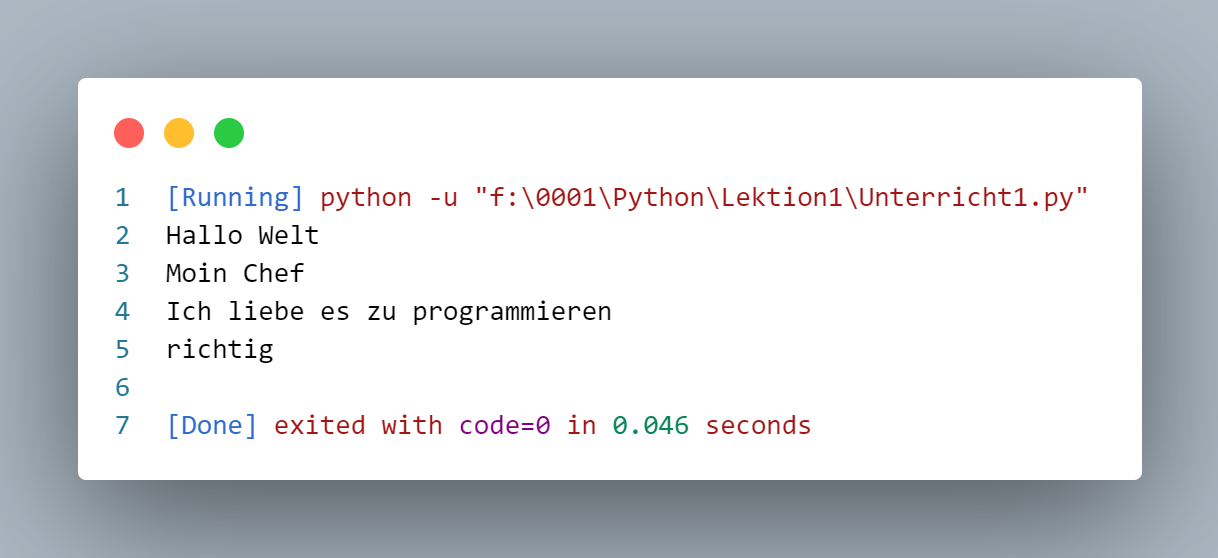 1 [Running] python -u "f:\0001\Python\Lektion1\Unterricht1.py"
2 Hallo Welt
3 Moin Chef
4 Ich liebe es zu programmieren
5 richtig
6
7 [Done] exited with code=0 in 0.046 seconds